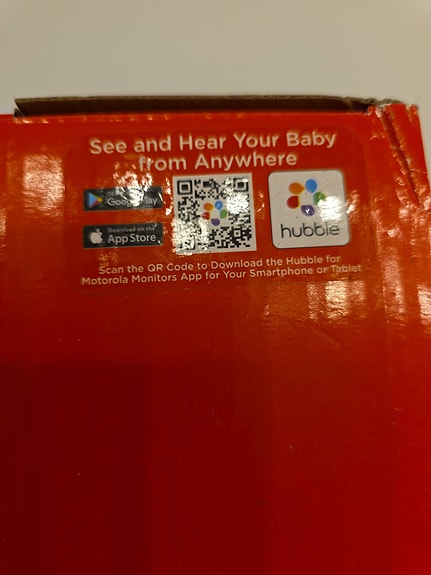 See and Hear Your Baby
from Anywhere
Google Play
Download on the
App Store
hubble
Scan the QR Code to Download the Hubble for
Motorola Monitors App for Your Smartphone or Tablet